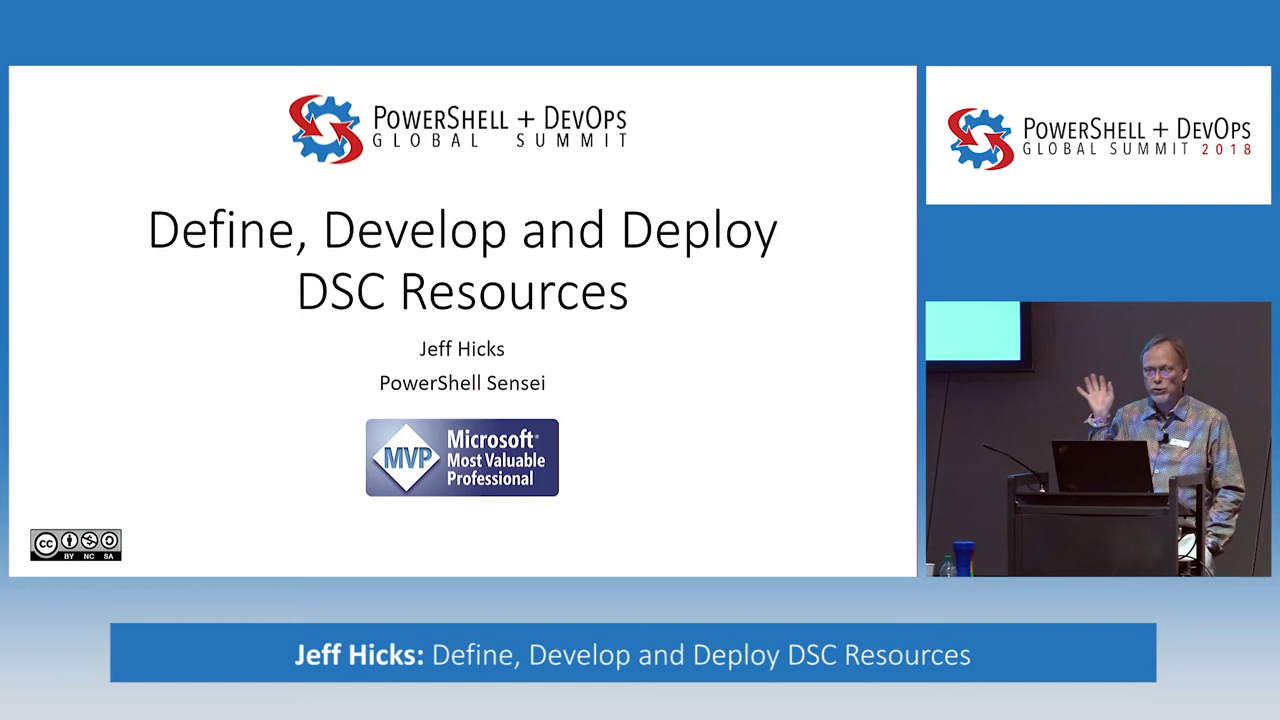 POWERSHELL + DEVOPS
GLOBAL SUMMIT
Define, Develop and Deploy
DSC Resources
Jeff Hicks
PowerShell Sensei
MVP
Microsoft®
Most Valuable
Professional
CC
BY NC SA
POWERSHELL + DEVOPS
GLOBAL SUMMIT 2018
Jeff Hicks: Define, Develop and Deploy DSC Resources